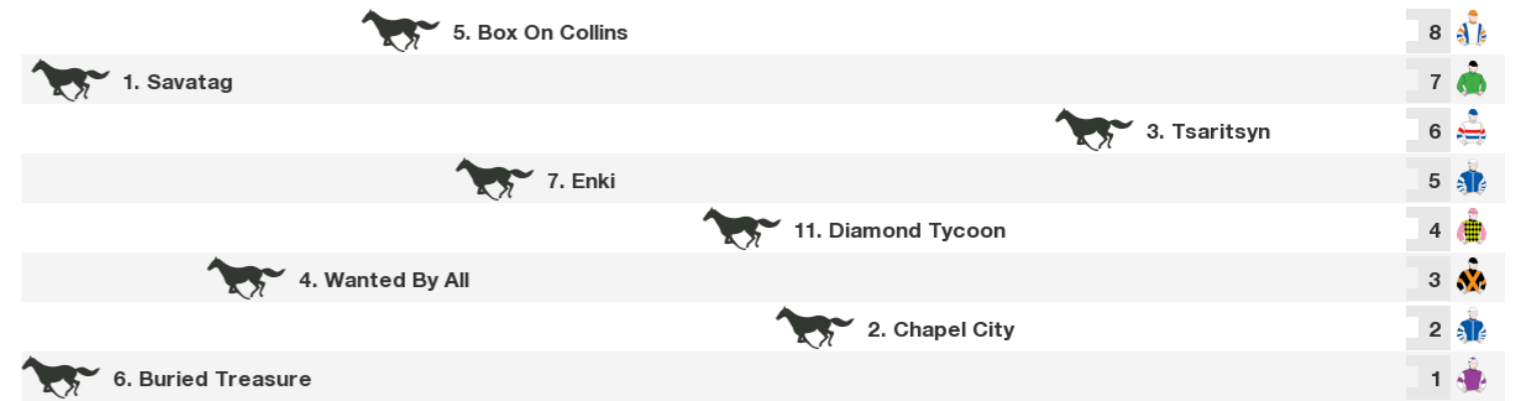 5. Box On Collins 8
1. Savatag 7
3. Tsaritsyn 6
7. Enki 5
11. Diamond Tycoon 4
4. Wanted By All 3
2. Chapel City 2
6. Buried Treasure 1